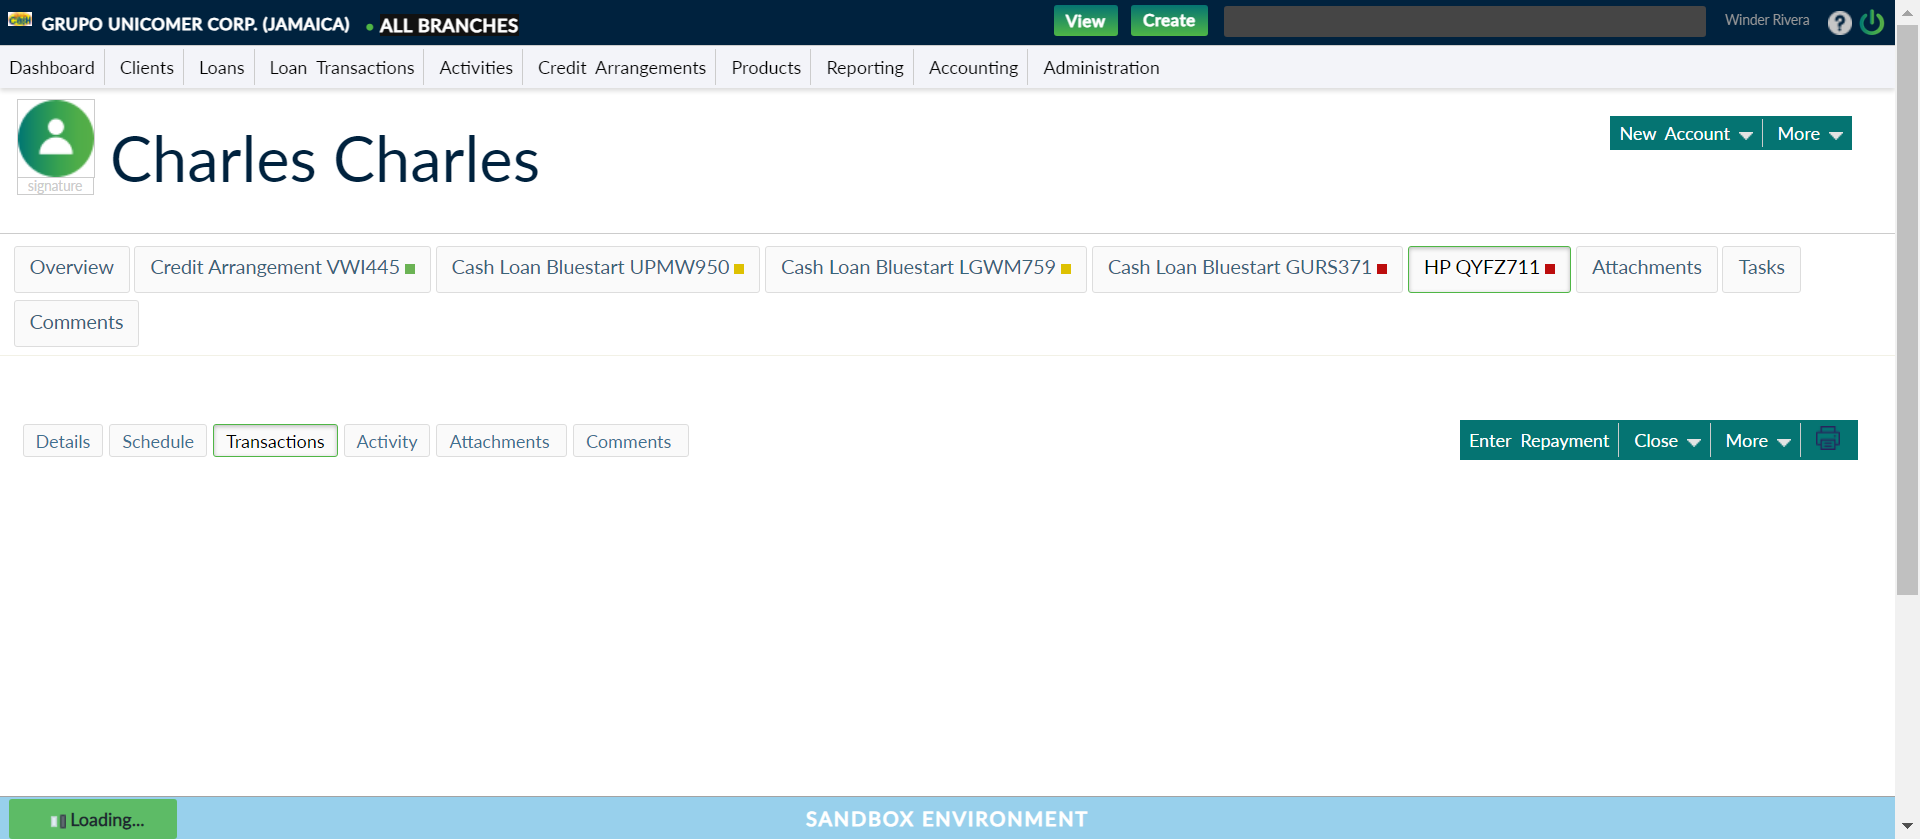 Cash GRUPO UNICOMER CORP. (JAMAICA) ALL BRANCHES View Create Winder Rivera ?
Dashboard Clients Loans Loan Transactions Activities Credit Arrangements Products Reporting Accounting Administration
signature Charles Charles New Account More
Overview Credit Arrangement VWI445 Cash Loan Bluestart UPMW950 Cash Loan Bluestart LGWM759 Cash Loan Bluestart GURS371 HP QYFZ711 Attachments Tasks
Comments
Details Schedule Transactions Activity Attachments Comments Enter Repayment Close More
Loading... SANDBOX ENVIRONMENT